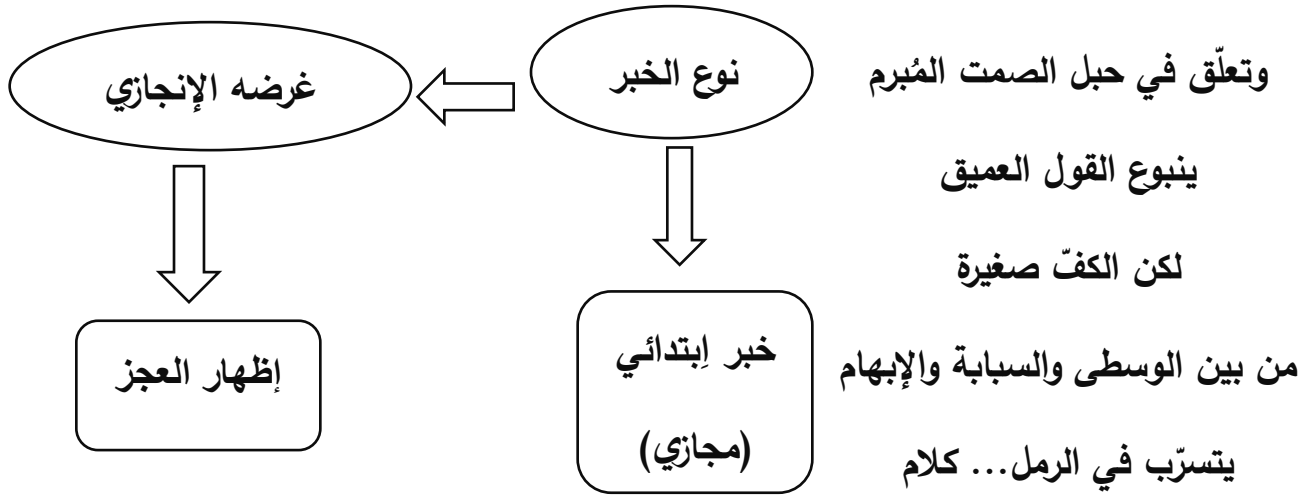 وتعلّق في حبل الصمت المُبرم
ينبوع القول العميق
لكن الكفّ صغيرة
من بين الوسطى والسبابة والإبهام
يتسرّب في الرمل... كلام
نوع الخبر
غرضه الإنجازي
خبر اِبتدائي
(مجازي)
إظهار العجز